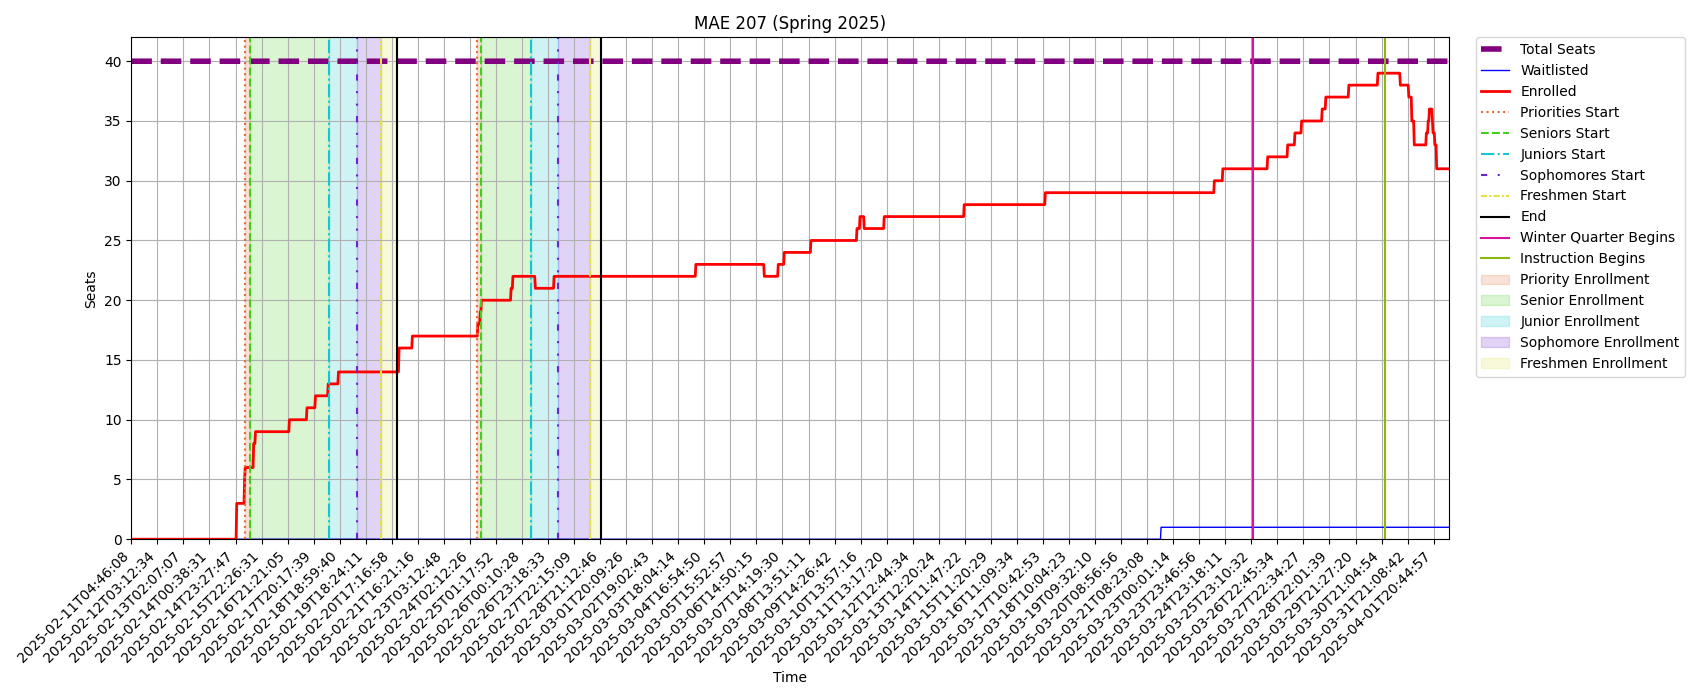 MAE 207 (Spring 2025)
Seats
40
35
30
25
20
15
10
5
0
2025-02-11T04:46:08
2025-02-12T03:12:34
2025-02-13T02:07:07
2025-02-14T00:38:31
2025-02-14T23:27:47
2025-02-15T22:26:31
2025-02-16T21:21:05
2025-02-17T20:17:39
2025-02-18T18:59:40
2025-02-19T18:24:11
2025-02-20T17:16:58
2025-02-21T16:21:16
2025-02-23T03:12:48
2025-02-24T02:12:26
2025-02-25T01:17:52
2025-02-26T00:10:28
2025-02-26T23:18:33
2025-02-27T22:15:09
2025-02-28T21:12:46
2025-03-01T20:09:26
2025-03-02T19:02:43
2025-03-03T18:04:14
2025-03-04T16:54:50
2025-03-05T15:52:57
2025-03-06T14:50:15
2025-03-07T14:19:30
2025-03-08T13:51:11
2025-03-09T14:26:42
2025-03-10T13:57:16
2025-03-11T13:17:20
2025-03-12T12:44:34
2025-03-13T12:20:24
2025-03-14T11:47:22
2025-03-15T11:20:29
2025-03-16T11:09:34
2025-03-17T10:42:53
2025-03-18T10:04:23
2025-03-19T09:32:10
2025-03-20T08:56:56
2025-03-21T08:23:08
2025-03-23T00:01:14
2025-03-23T23:46:56
2025-03-24T23:18:11
2025-03-25T23:10:32
2025-03-26T22:45:34
2025-03-27T22:34:27
2025-03-28T22:01:39
2025-03-29T21:27:20
2025-03-30T21:04:54
2025-03-31T21:08:42
2025-04-01T20:44:57
Time
Total Seats
Waitlisted
Enrolled
Priorities Start
Seniors Start
Juniors Start
Sophomores Start
Freshmen Start
End
Winter Quarter Begins
Instruction Begins
Priority Enrollment
Senior Enrollment
Junior Enrollment
Sophomore Enrollment
Freshmen Enrollment